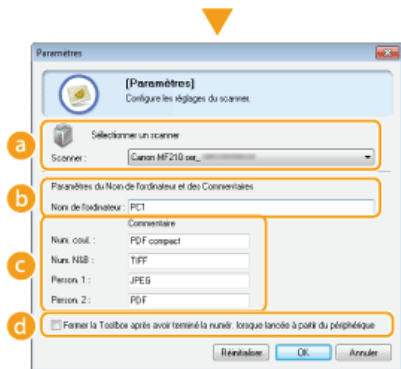 Paramètres
[Paramètres]
Configure les réglages du scanner.
a
Sélectionner un scanner
Scanner : Canon MF210 ser_
b
Paramètres du Nom de l'ordinateur et des Commentaires
Nom de l'ordinateur : PC1
c
Commentaire
Num. coul. : PDF compact
Num. N&B : TIFF
Person. 1 : JPEG
Person. 2 : PDF
d
Fermer la Toolbox après avoir terminé la numér. lorsque lancée à partir du périphérique
Réinitialiser OK Annuler